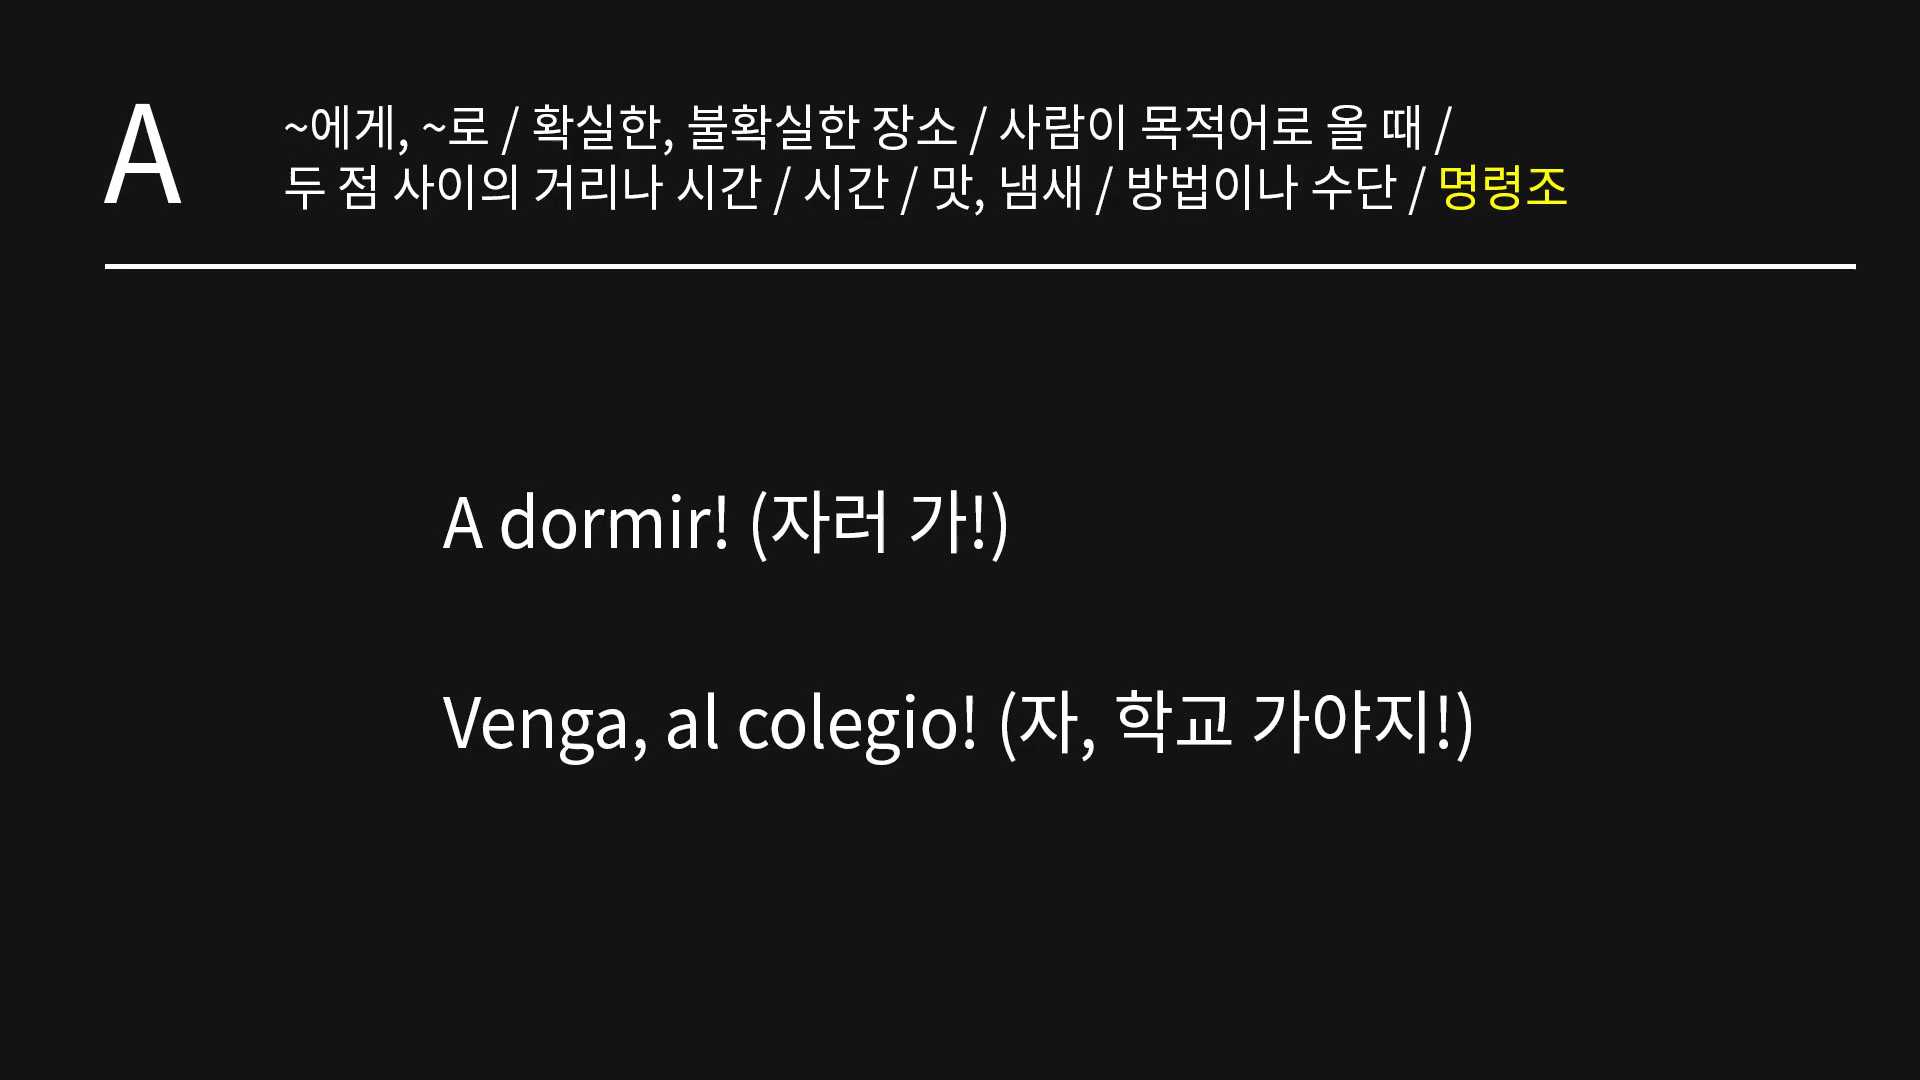 A
~에게, ~로 / 확실한, 불확실한 장소 / 사람이 목적어로 올 때 /
두 점 사이의 거리나 시간 / 시간 / 맛, 냄새 / 방법이나 수단 / 명령조
A dormir! (자러 가!)
Venga, al colegio! (자, 학교 가야지!)